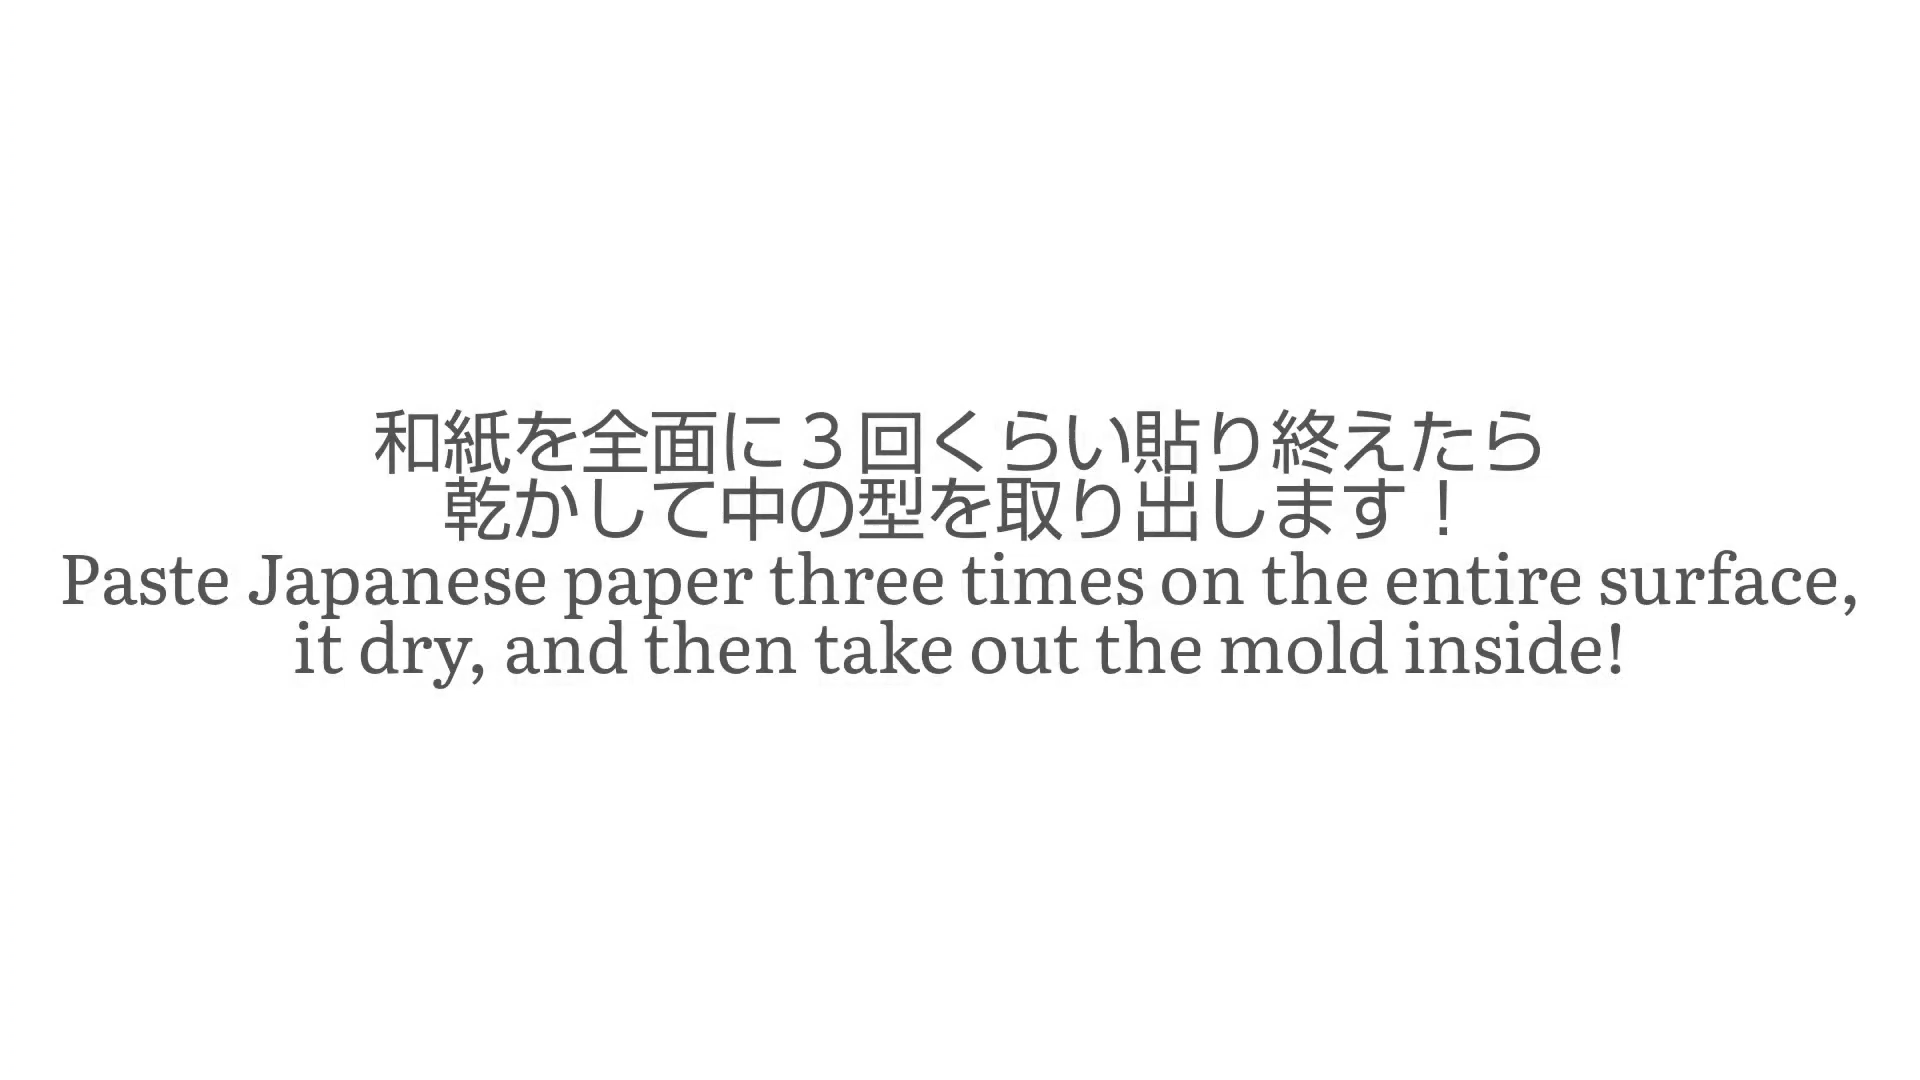 和紙を全面に３回くらい貼り終えたら
乾かして中の型を取り出します！
Paste Japanese paper three times on the entire surface,
it dry, and then take out the mold inside!